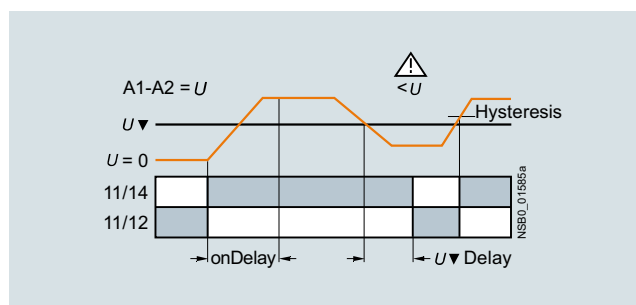 A1-A2 = U
< U
Hysteresis
U▼
U = 0
11/14
11/12
NSB0_01585a
onDelay
U▼ Delay